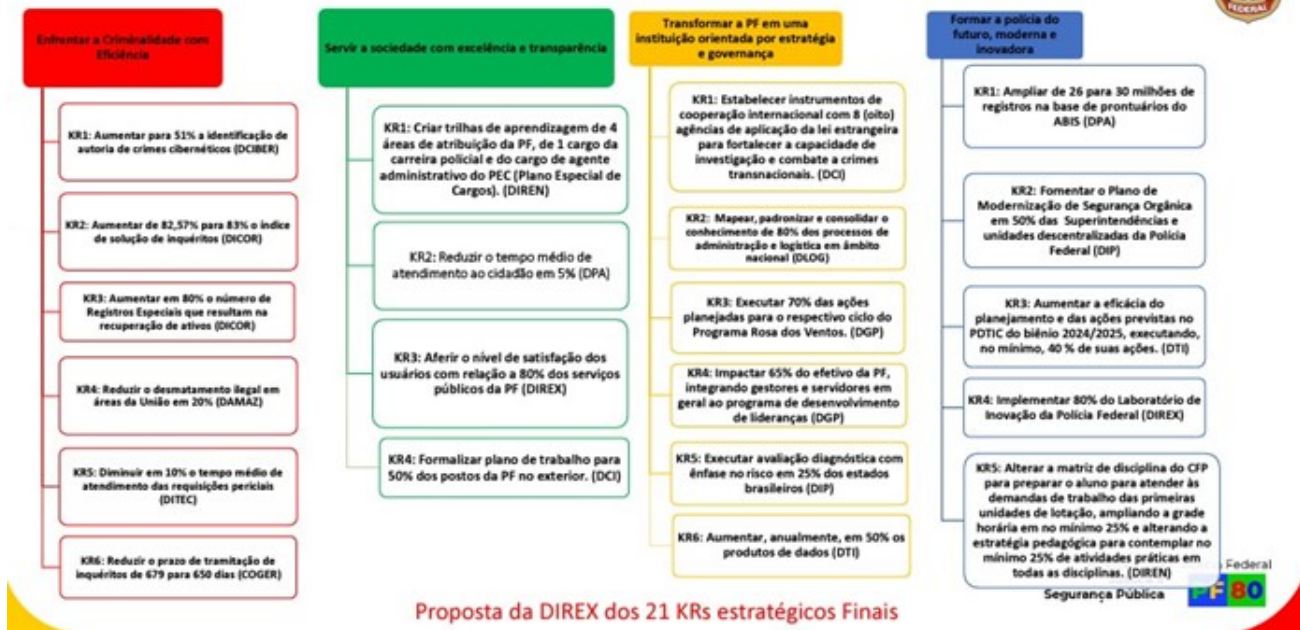 FEDERAL
Enfrentar a Criminalidade com
Eficiência
KR1: Aumentar para 51% a identificação de
autoria de crimes cibernéticos (DCIBER)
KR2: Aumentar de 82,57% para 83% o índice
de solução de inquéritos (DICOR)
KR3: Aumentar em 80% o número de
Registros Especiais que resultam na
recuperação de ativos (DICOR)
KR4: Reduzir o desmatamento ilegal em
áreas da União em 20% (DAMAZ)
KR5: Diminuir em 10% o tempo médio de
atendimento das requisições periciais
(DITEC)
KR6: Reduzir o prazo de tramitação de
inquéritos de 679 para 650 dias (COGER)
Servir a sociedade com excelência e transparência
KR1: Criar trilhas de aprendizagem de 4
áreas de atribuição da PF, de 1 cargo da
carreira policial e do cargo de agente
administrativo do PEC (Plano Especial de
Cargos). (DIREN)
KR2: Reduzir o tempo médio de
atendimento ao cidadão em 5% (DPA)
KR3: Aferir o nível de satisfação dos
usuários com relação a 80% dos serviços
públicos da PF (DIREX)
KR4: Formalizar plano de trabalho para
50% dos postos da PF no exterior. (DCI)
Transformar a PF em uma
instituição orientada por estratégia
e governança
KR1: Estabelecer instrumentos de
cooperação internacional com 8 (oito)
agências de aplicação da lei estrangeira
para fortalecer a capacidade de
investigação e combate a crimes
transnacionais. (DCI)
KR2: Mapear, padronizar e consolidar o
conhecimento de 80% dos processos de
administração e logística em âmbito
nacional (DLOG)
KR3: Executar 70% das ações
planejadas para o respectivo ciclo do
Programa Rosa dos Ventos. (DGP)
KR4: Impactar 65% do efetivo da PF,
integrando gestores e servidores em
geral ao programa de desenvolvimento
de lideranças (DGP)
KR5: Executar avaliação diagnóstica com
ênfase no risco em 25% dos estados
brasileiros (DIP)
KR6: Aumentar, anualmente, em 50% os
produtos de dados (DTI)
Formar a polícia do
futuro, moderna e
inovadora
KR1: Ampliar de 26 para 30 milhões de
registros na base de prontuários do
ABIS (DPA)
KR2: Fomentar o Plano de
Modernização de Segurança Orgânica
em 50% das Superintendências e
unidades descentralizadas da Polícia
Federal (DIP)
KR3: Aumentar a eficácia do
planejamento e das ações previstas no
PDTIC do biênio 2024/2025, executando,
no mínimo, 40 % de suas ações. (DTI)
KR4: Implementar 80% do Laboratório de
Inovação da Polícia Federal (DIREX)
KR5: Alterar a matriz de disciplina do CFP
para preparar o aluno para atender às
demandas de trabalho das primeiras
unidades de lotação, ampliando a grade
horária em no mínimo 25% e alterando a
estratégia pedagógica para contemplar no
mínimo 25% de atividades práticas em
todas as disciplinas. (DIREN)
Federal
Segurança Pública
PF80
Proposta da DIREX dos 21 KRs estratégicos Finais